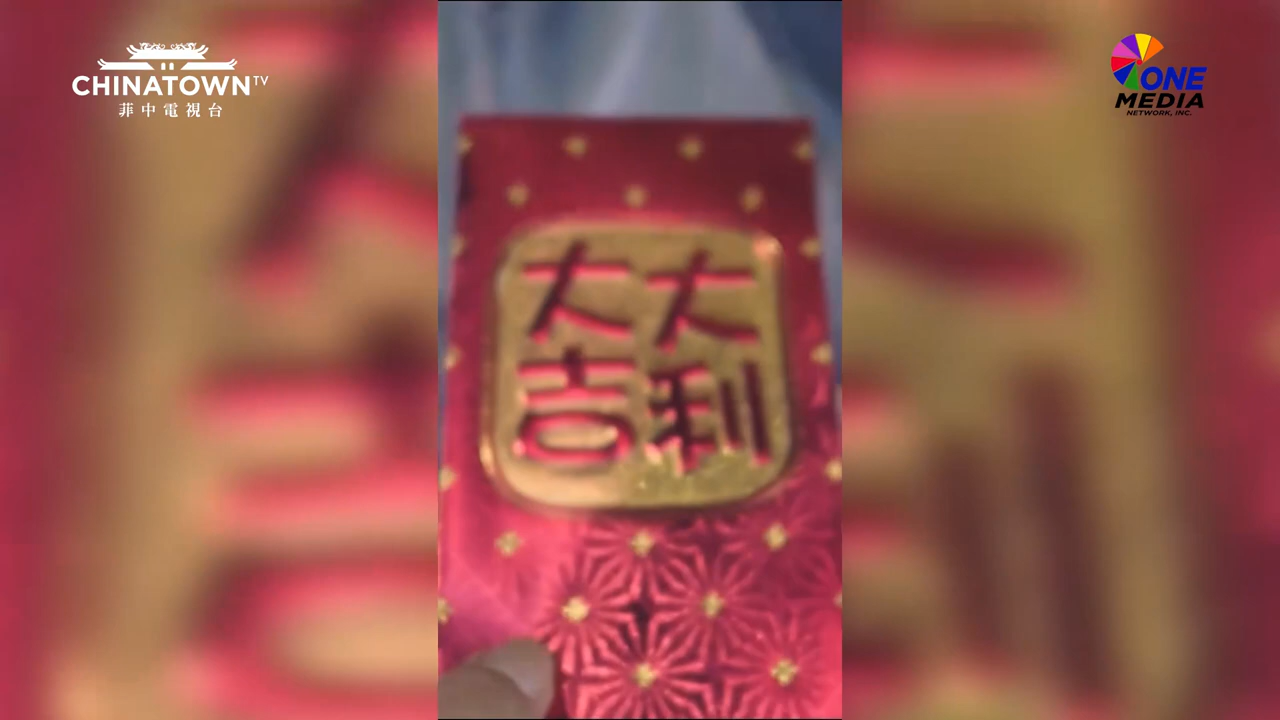 CHINATOWN TV
菲中電視台
ONE
MEDIA
NETWORK, INC.
大大
吉利